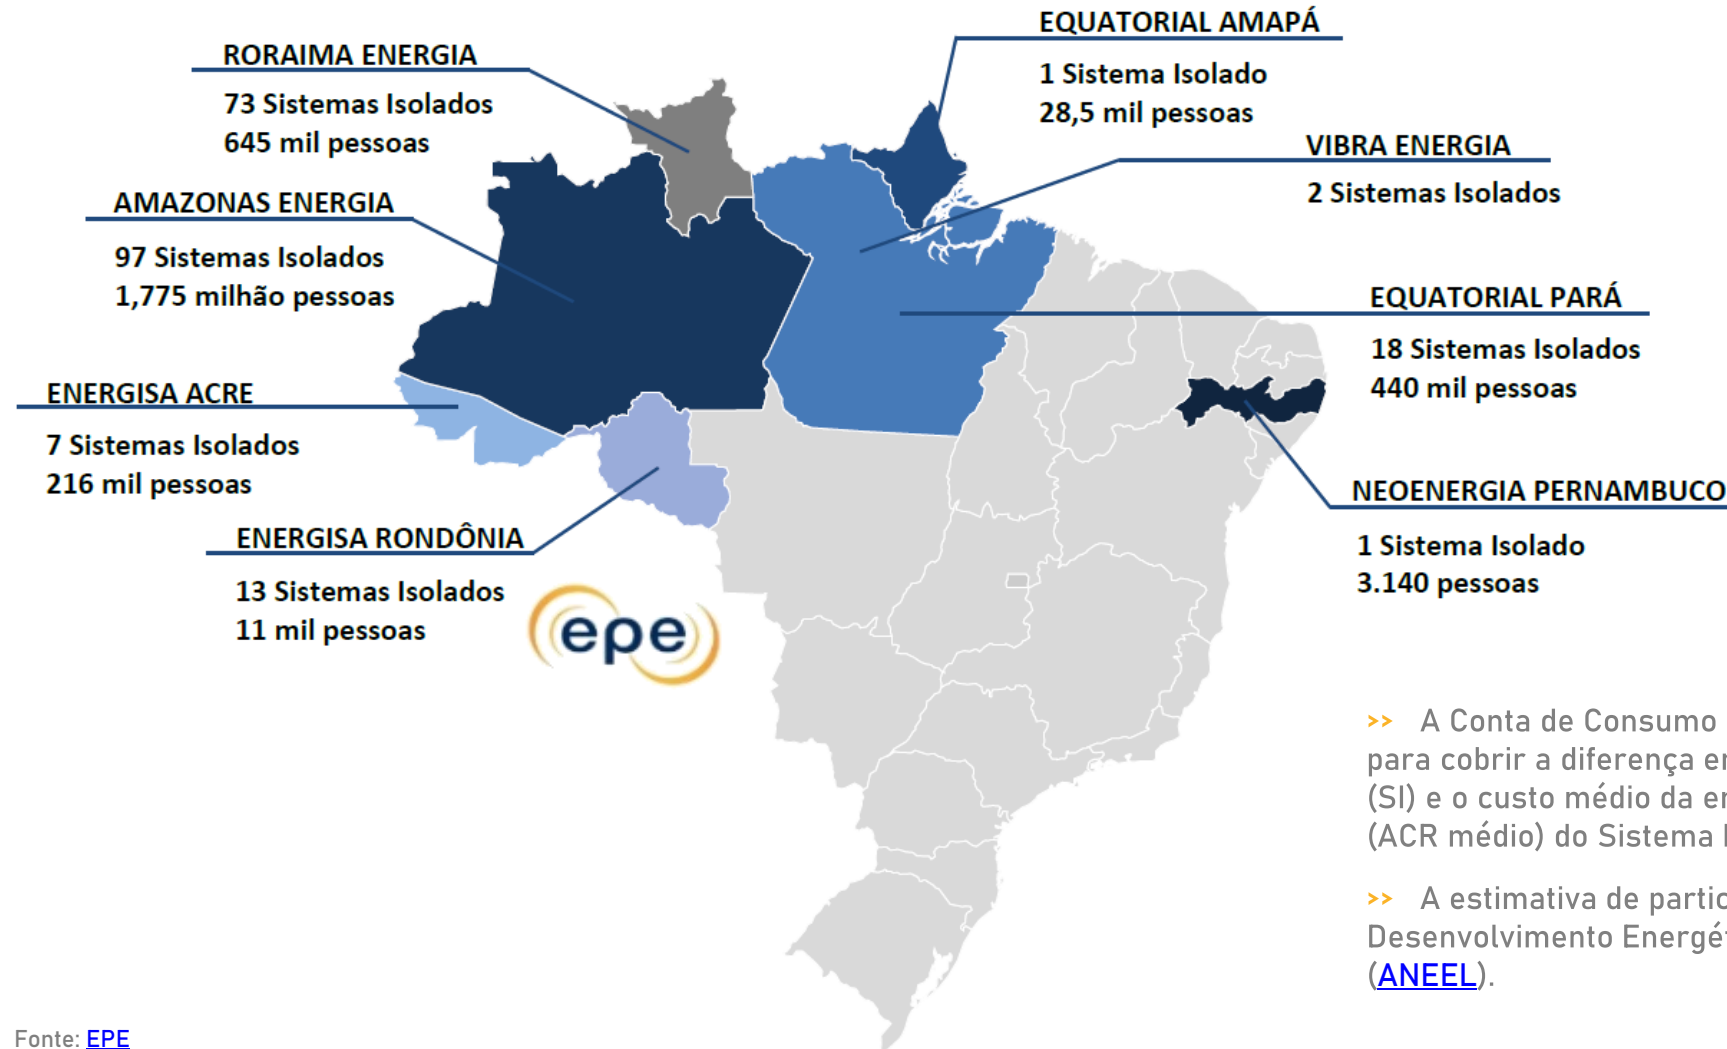 EQUATORIAL AMAPÁ
1 Sistema Isolado
28,5 mil pessoas
RORAIMA ENERGIA
73 Sistemas Isolados
645 mil pessoas
VIBRA ENERGIA
2 Sistemas Isolados
AMAZONAS ENERGIA
97 Sistemas Isolados
1,775 milhão pessoas
EQUATORIAL PARÁ
18 Sistemas Isolados
440 mil pessoas
ENERGISA ACRE
7 Sistemas Isolados
216 mil pessoas
NEOENERGIA PERNAMBUCO
1 Sistema Isolado
3.140 pessoas
ENERGISA RONDÔNIA
13 Sistemas Isolados
11 mil pessoas
epe
>> A Conta de Consumo
para cobrir a diferença
(SI) e o custo médio da
(ACR médio) do Sistema
>> A estimativa de
Desenvolvimento
(ANEEL).
Fonte: EPE